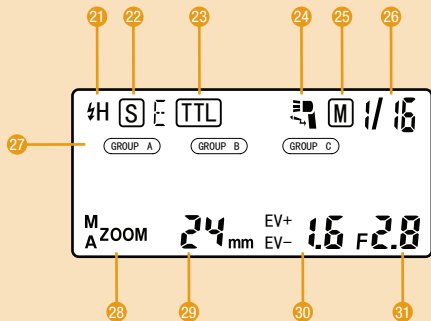 21 22 23 24 25 26
H S E TTL M 1/16
27 GROUP A GROUP B GROUP C
M A ZOOM 24 mm EV+ EV- 1.6 F2.8
28 29 30 31